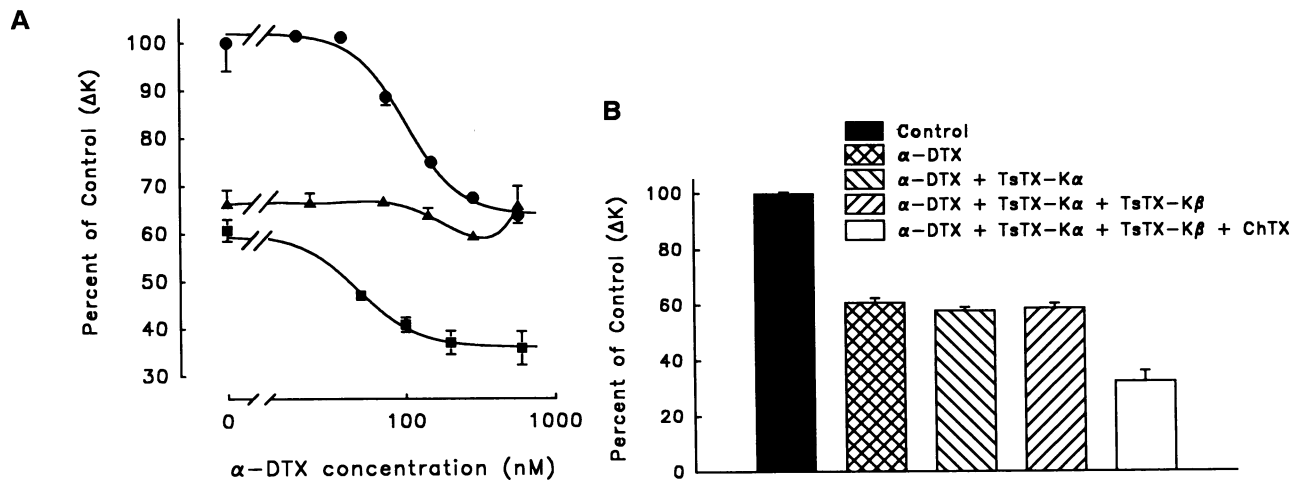 A
Percent of Control (ΔK)
100
90
80
70
60
50
40
30
0
100
1000
α-DTX concentration (nM)
B
Control
α-DTX
α-DTX + TsTX-Kα
α-DTX + TsTX-Kα + TsTX-Kβ
α-DTX + TsTX-Kα + TsTX-Kβ + ChTX
Percent of Control (ΔK)
100
80
60
40
20
0